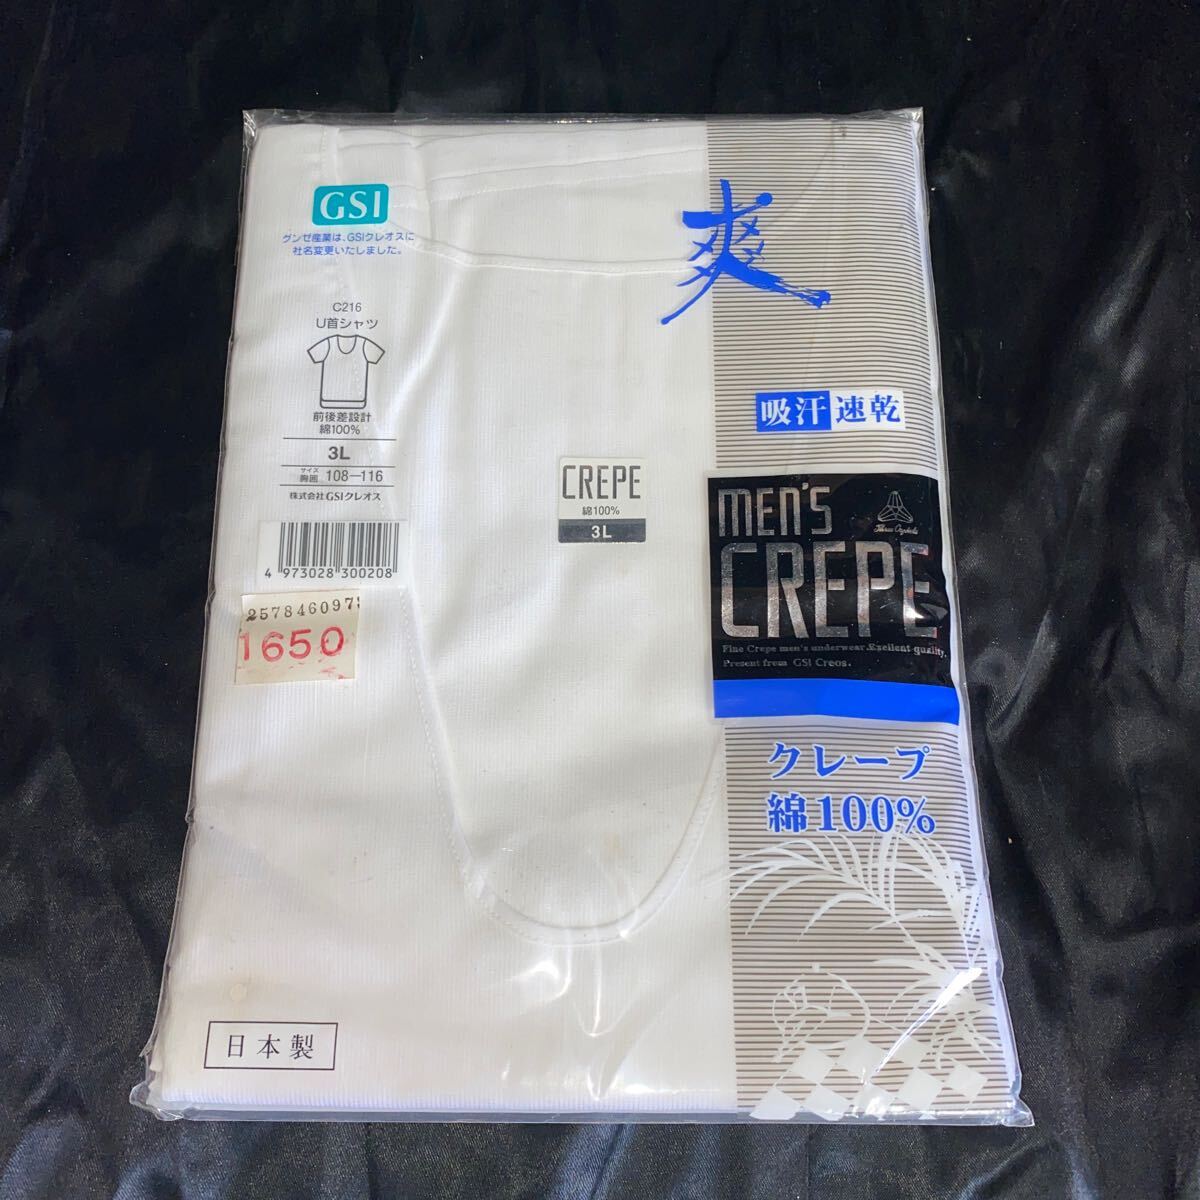 GSI
グンゼ産業は、GSIクレオスに
社名変更いたしました。
C216
U首シャツ
前後差設計
綿100%
3L
サイズ
胸囲 108—116
株式会社GSIクレオス
4 973028 300208
2578460979
1650
CREPE
綿100%
3L
日本製
爽
吸汗速乾
MEN'S
CREPE
Fine Crepe men's underwear.Excellent quality.
Present from GSI Creos.
クレープ
綿100%